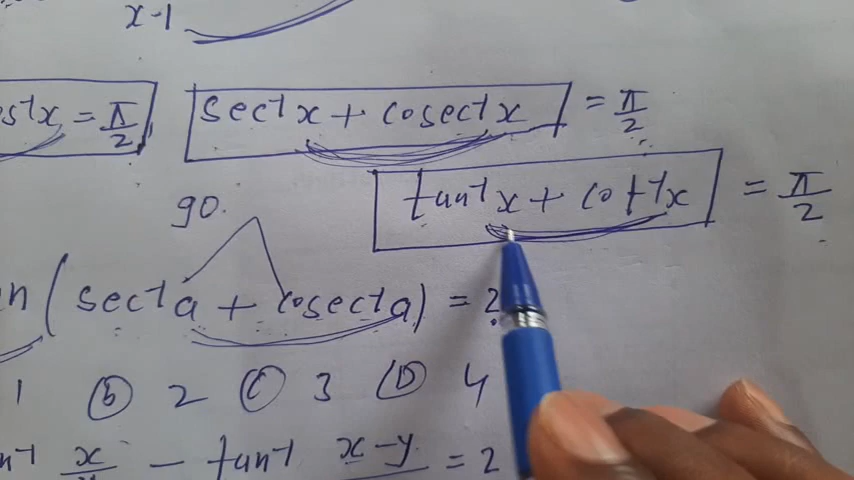 x-1
os⁻¹x = π/2 sec⁻¹x + cosec⁻¹x = π/2
tan⁻¹x + cot⁻¹x = π/2
90.
n (sec⁻¹a + cosec⁻¹a) = 2
1 (B) 2 (C) 3 (D) 4
n⁻¹ x/ - tan⁻¹ x-y/ = 2